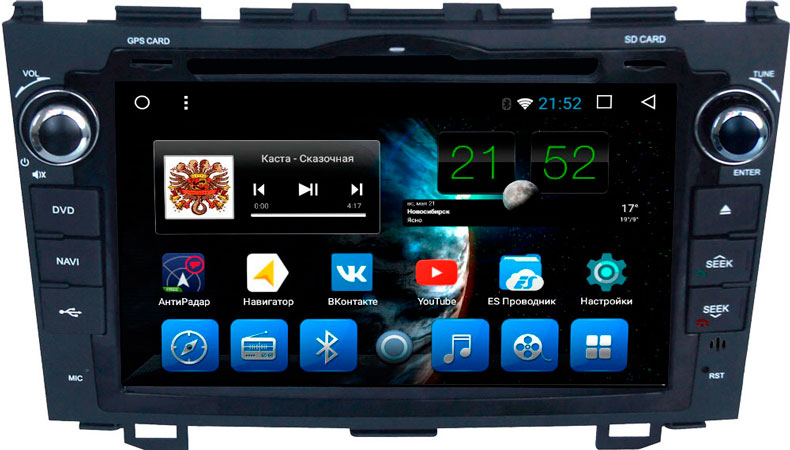 GPS CARD
SD CARD
VOL
TUNE
21:52
Каста - Сказочная
0:00 4:17
21 52
вс, мая 21
Новосибирск
Ясно
17°
19°/9°
ENTER
DVD
NAVI
SEEK
SEEK
FREE
АнтиРадар
Навигатор
ВКонтакте
YouTube
ES Проводник
Настройки
ES
MIC
RST